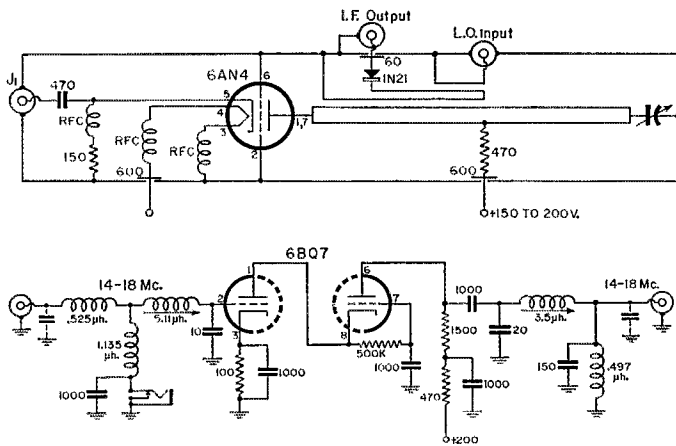 I.F. Output
L.O. Input
J1
470
6AN4
6
60
1N21
5
4
3
1,7
2
RFC
RFC
RFC
150
600
470
600
+150 TO 200V.
6BQ7
14-18 Mc.
14-18 Mc.
.525µh.
5.11µh.
1.135
µh.
1000
10
1
2
3
100
1000
6
7
8
500K
1000
1000
1500
470
1000
20
3.5µh.
150
.497
µh.
+200